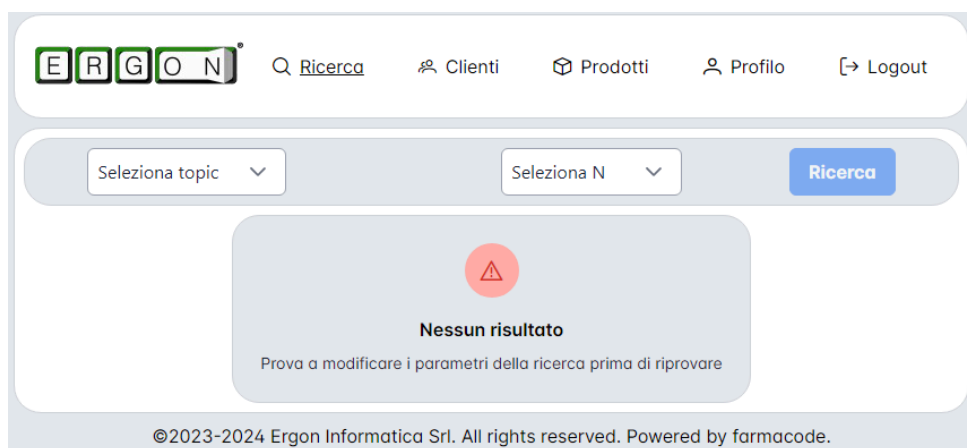 ERGON®
Ricerca
Clienti
Prodotti
Profilo
Logout
Seleziona topic
Seleziona N
Ricerca
Nessun risultato
Prova a modificare i parametri della ricerca prima di riprovare
©2023-2024 Ergon Informatica Srl. All rights reserved. Powered by farmacode.